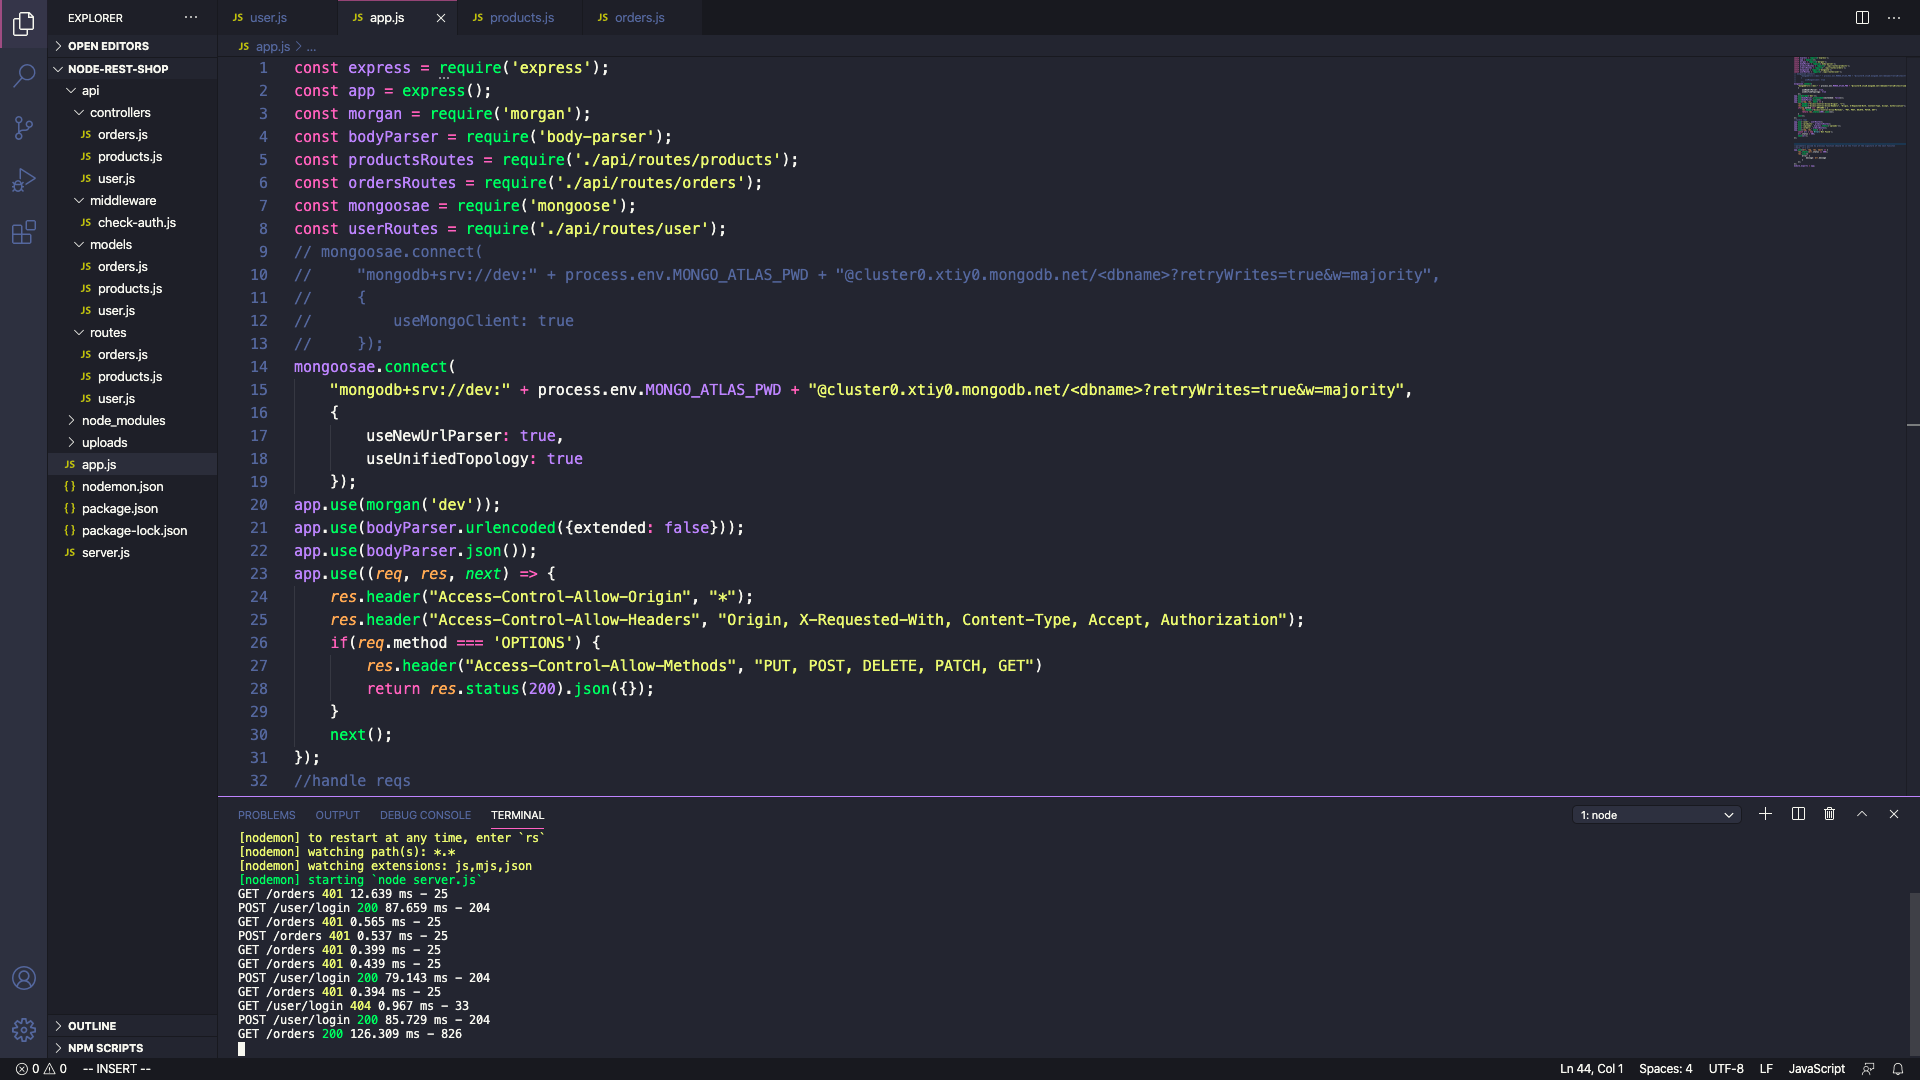 EXPLORER
OPEN EDITORS
NODE-REST-SHOP
api
controllers
JS orders.js
JS products.js
JS user.js
middleware
JS check-auth.js
models
JS orders.js
JS products.js
JS user.js
routes
JS orders.js
JS products.js
JS user.js
node_modules
uploads
JS app.js
{} nodemon.json
{} package.json
{} package-lock.json
JS server.js
OUTLINE
NPM SCRIPTS
JS user.js
JS app.js
JS products.js
JS orders.js
JS app.js > ...
1 const express = require('express');
2 const app = express();
3 const morgan = require('morgan');
4 const bodyParser = require('body-parser');
5 const productsRoutes = require('./api/routes/products');
6 const ordersRoutes = require('./api/routes/orders');
7 const mongoosae = require('mongoose');
8 const userRoutes = require('./api/routes/user');
9 // mongoosae.connect(
10 //     "mongodb+srv://dev:" + process.env.MONGO_ATLAS_PWD + "@cluster0.xtiy0.mongodb.net/<dbname>?retryWrites=true&w=majority",
11 //     {
12 //         useMongoClient: true
13 //     });
14 mongoosae.connect(
15     "mongodb+srv://dev:" + process.env.MONGO_ATLAS_PWD + "@cluster0.xtiy0.mongodb.net/<dbname>?retryWrites=true&w=majority",
16     {
17         useNewUrlParser: true,
18         useUnifiedTopology: true
19     });
20 app.use(morgan('dev'));
21 app.use(bodyParser.urlencoded({extended: false}));
22 app.use(bodyParser.json());
23 app.use((req, res, next) => {
24     res.header("Access-Control-Allow-Origin", "*");
25     res.header("Access-Control-Allow-Headers", "Origin, X-Requested-With, Content-Type, Accept, Authorization");
26     if(req.method === 'OPTIONS') {
27         res.header("Access-Control-Allow-Methods", "PUT, POST, DELETE, PATCH, GET")
28         return res.status(200).json({});
29     }
30     next();
31 });
32 //handle reqs
PROBLEMS OUTPUT DEBUG CONSOLE TERMINAL
1: node
[nodemon] to restart at any time, enter `rs`
[nodemon] watching path(s): *.*
[nodemon] watching extensions: js,mjs,json
[nodemon] starting `node server.js`
GET /orders 401 12.639 ms - 25
POST /user/login 200 87.659 ms - 204
GET /orders 401 0.565 ms - 25
POST /orders 401 0.537 ms - 25
GET /orders 401 0.399 ms - 25
GET /orders 401 0.439 ms - 25
POST /user/login 200 79.143 ms - 204
GET /orders 401 0.394 ms - 25
GET /user/login 404 0.967 ms - 33
POST /user/login 200 85.729 ms - 204
GET /orders 200 126.309 ms - 826
0 0 -- INSERT --
Ln 44, Col 1 Spaces: 4 UTF-8 LF JavaScript